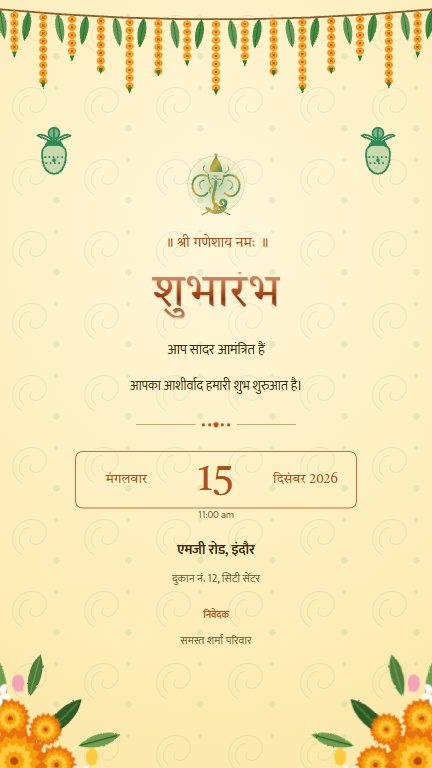 ॥ श्री गणेशाय नमः ॥
शुभारंभ
आप सादर आमंत्रित हैं
आपका आशीर्वाद हमारी शुभ शुरुआत है।
मंगलवार 15 दिसंबर 2026
11:00 am
एमजी रोड, इंदौर
दुकान नं. 12, सिटी सेंटर
निवेदक
समस्त शर्मा परिवार